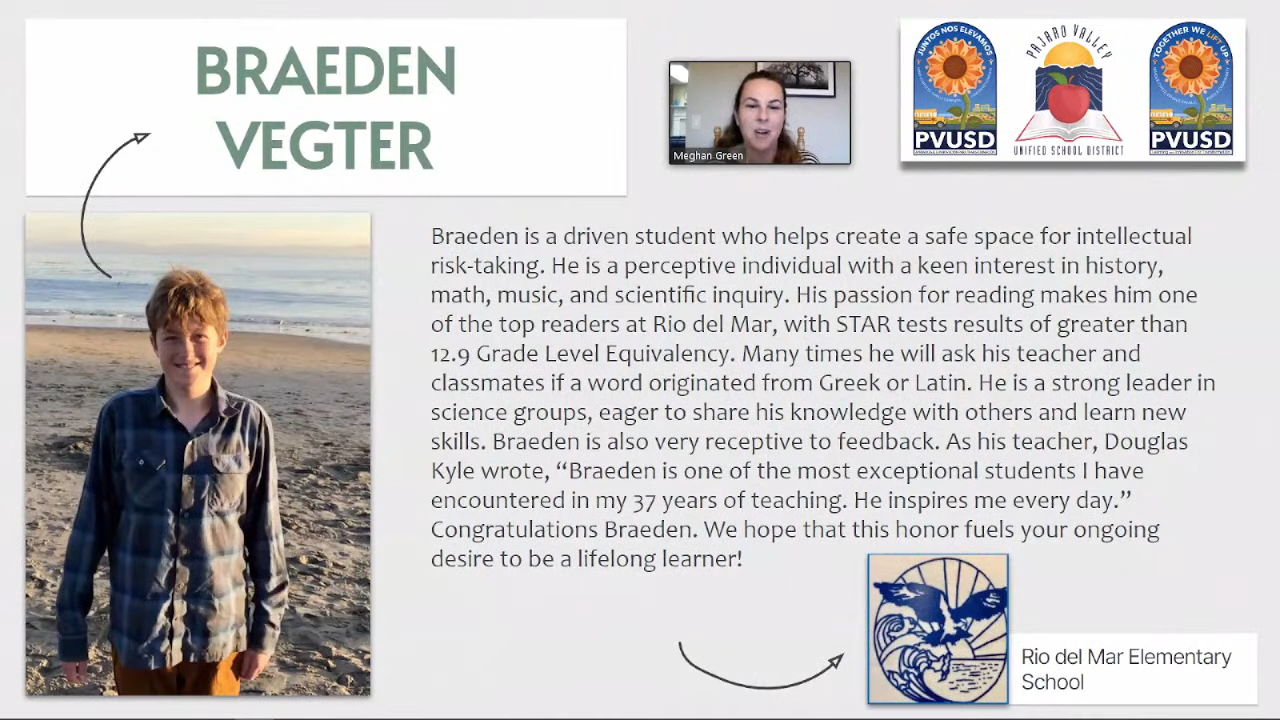 BRAEDEN
VEGTER
Meghan Green
JUNTOS NOS ELEVAMOS
PVUSD
PAJARO VALLEY
UNIFIED SCHOOL DISTRICT
TOGETHER WE LIFT UP
PVUSD
Braeden is a driven student who helps create a safe space for intellectual
risk-taking. He is a perceptive individual with a keen interest in history,
math, music, and scientific inquiry. His passion for reading makes him one
of the top readers at Rio del Mar, with STAR tests results of greater than
12.9 Grade Level Equivalency. Many times he will ask his teacher and
classmates if a word originated from Greek or Latin. He is a strong leader in
science groups, eager to share his knowledge with others and learn new
skills. Braeden is also very receptive to feedback. As his teacher, Douglas
Kyle wrote, “Braeden is one of the most exceptional students I have
encountered in my 37 years of teaching. He inspires me every day.”
Congratulations Braeden. We hope that this honor fuels your ongoing
desire to be a lifelong learner!
Rio del Mar Elementary
School